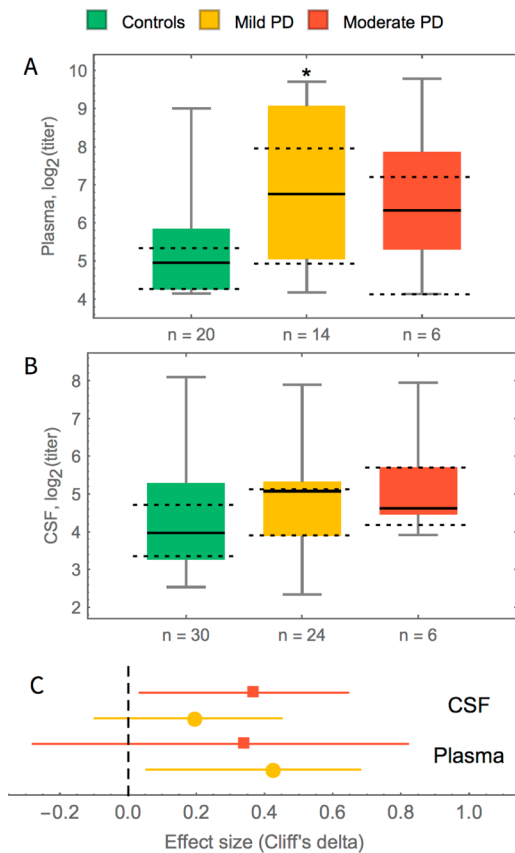 Controls Mild PD Moderate PD
A
*
Plasma, log2(titer)
10
9
8
7
6
5
4
n = 20 n = 14 n = 6
B
CSF, log2(titer)
8
7
6
5
4
3
2
n = 30 n = 24 n = 6
C
CSF
Plasma
−0.2 0.0 0.2 0.4 0.6 0.8 1.0
Effect size (Cliff's delta)